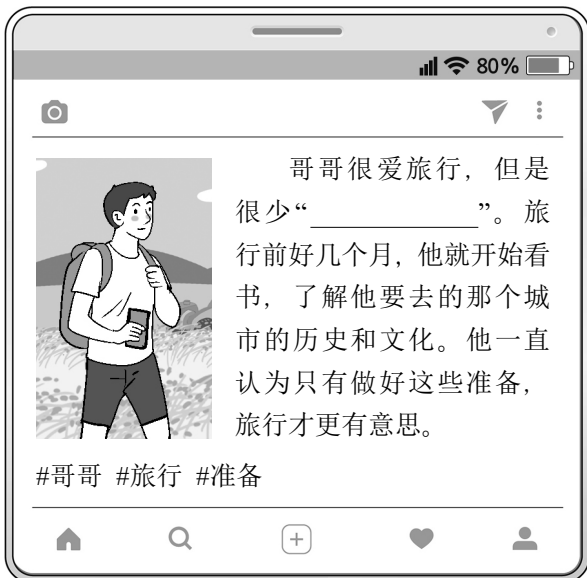 80%
哥哥很爱旅行，但是
很少“____________”。旅
行前好几个月，他就开始看
书，了解他要去的那个城
市的历史和文化。他一直
认为只有做好这些准备，
旅行才更有意思。
#哥哥 #旅行 #准备